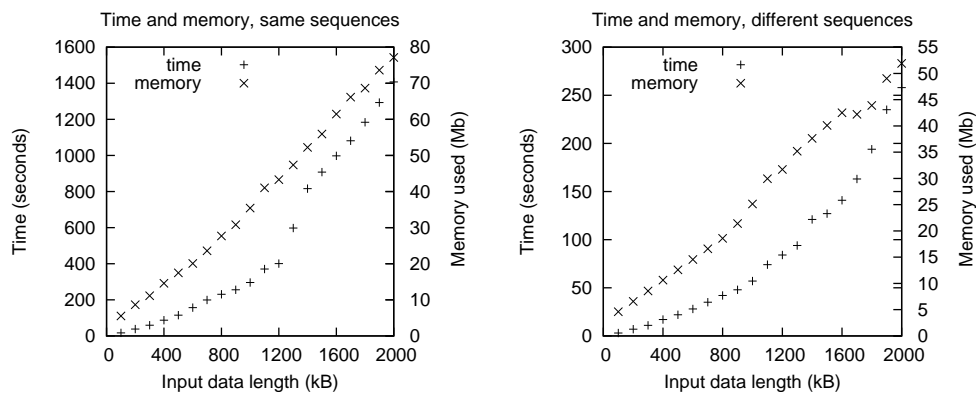 Time and memory, same sequences
1600
1400
1200
1000
800
600
400
200
0
80
70
60
50
40
30
20
10
0
time
memory
Time (seconds)
Memory used (Mb)
0 400 800 1200 1600 2000
Input data length (kB)
Time and memory, different sequences
300
250
200
150
100
50
0
55
50
45
40
35
30
25
20
15
10
5
0
time
memory
Time (seconds)
Memory used (Mb)
0 400 800 1200 1600 2000
Input data length (kB)